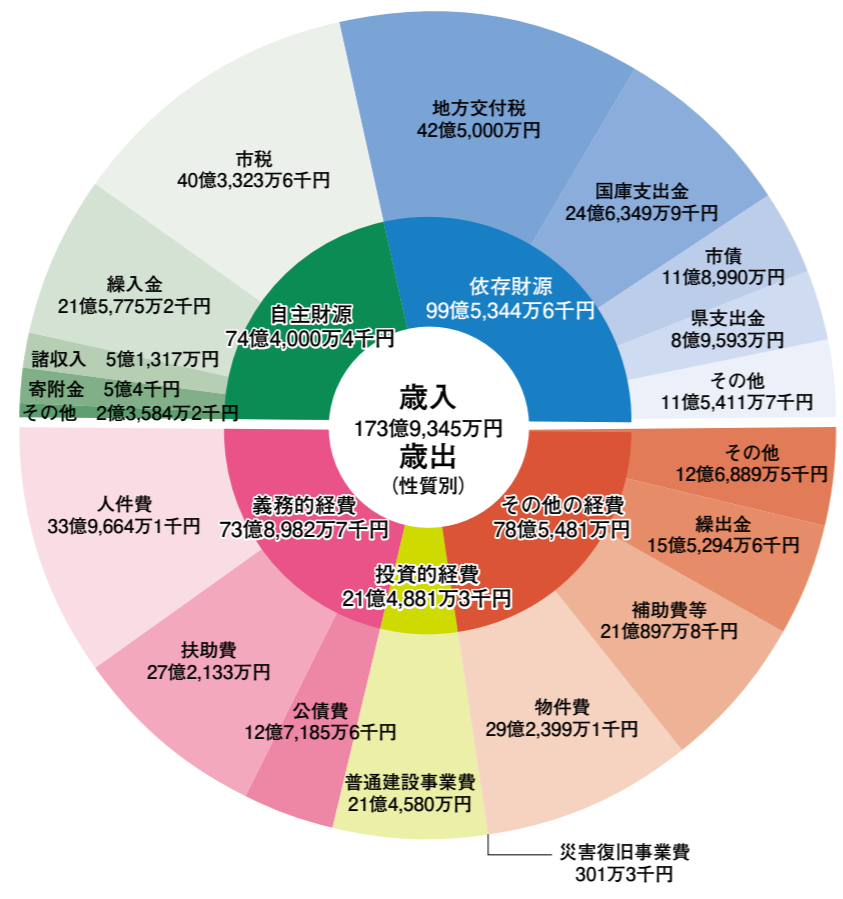 地方交付税
42億5,000万円
市税
40億3,323万6千円
国庫支出金
24億6,349万9千円
市債
11億8,990万円
県支出金
8億9,593万円
その他
11億5,411万7千円
繰入金
21億5,775万2千円
諸収入 5億1,317万円
寄附金 5億4千円
その他 2億3,584万2千円
自主財源
74億4,000万4千円
依存財源
99億5,344万6千円
歳入
173億9,345万円
歳出
(性質別)
義務的経費
73億8,982万7千円
その他の経費
78億5,481万円
投資的経費
21億4,881万3千円
人件費
33億9,664万1千円
扶助費
27億2,133万円
公債費
12億7,185万6千円
普通建設事業費
21億4,580万円
災害復旧事業費
301万3千円
物件費
29億2,399万1千円
補助費等
21億897万8千円
繰出金
15億5,294万6千円
その他
12億6,889万5千円